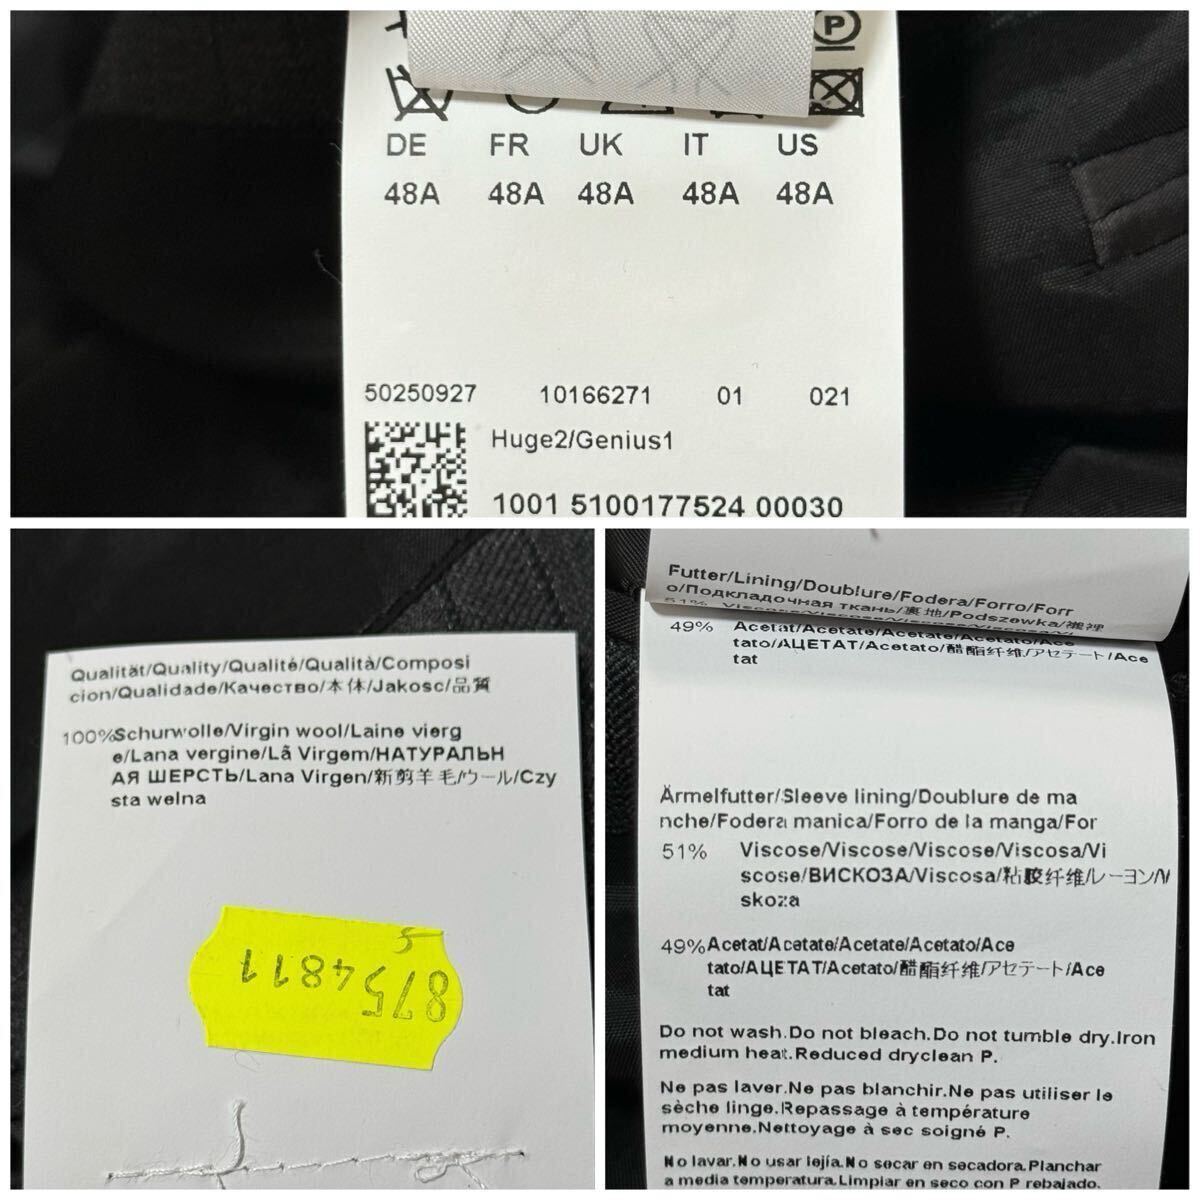 P
DE FR UK IT US
48A 48A 48A 48A 48A
50250927 10166271 01 021
Huge2/Genius1
1001 5100177524 00030
Qualität/Quality/Qualité/Qualità/Composi
cion/Qualidade/Качество/本体/Jakosc/品質
100%Schurwolle/Virgin wool/Laine vierg
e/Lana vergine/Lã Virgem/НАТУРАЛЬН
АЯ ШЕРСТЬ/Lana Virgen/新剪羊毛/ウール/Czy
sta welna
8754811
5
Futter/Lining/Doublure/Fodera/Forro/Forr
o/Подкладочная ткань/裏地/Podszewka/襯裡
51%
49% Acetat/Acetate/Acetate/Acetato/Ace
tato/АЦЕТАТ/Acetato/醋酯纤维/アセテート/Ace
tat
Ärmelfutter/Sleeve lining/Doublure de ma
nche/Fodera manica/Forro de la manga/For
51% Viscose/Viscose/Viscose/Viscosa/Vi
scose/ВИСКОЗА/Viscosa/粘胶纤维/レーヨン/Wi
skoza
49%Acetat/Acetate/Acetate/Acetato/Ace
tato/АЦЕТАТ/Acetato/醋酯纤维/アセテート/Ace
tat
Do not wash.Do not bleach.Do not tumble dry.Iron
medium heat.Reduced dryclean P.
Ne pas laver.Ne pas blanchir.Ne pas utiliser le
sèche linge.Repassage à température
moyenne.Nettoyage à sec soigné P.
No lavar.No usar lejía.No secar en secadora.Planchar
a media temperatura.Limpiar en seco con P rebajado.